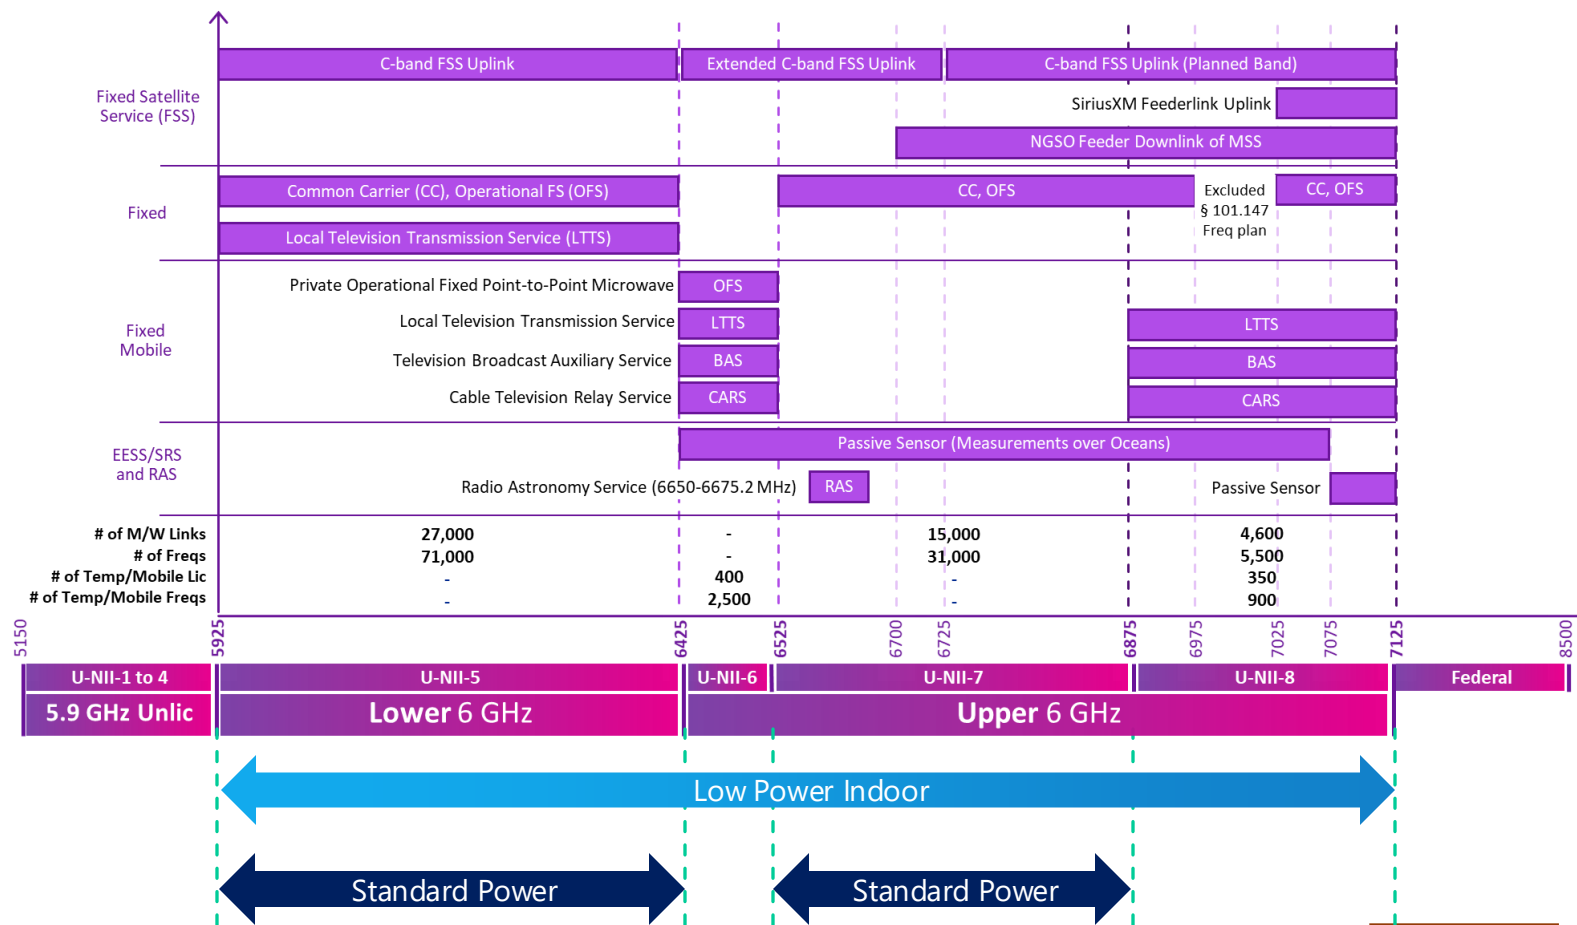 C-band FSS Uplink
Extended C-band FSS Uplink
C-band FSS Uplink (Planned Band)
Fixed Satellite
Service (FSS)
SiriusXM Feederlink Uplink
NGSO Feeder Downlink of MSS
Fixed
Common Carrier (CC), Operational FS (OFS)
CC, OFS
Excluded
§ 101.147
Freq plan
CC, OFS
Local Television Transmission Service (LTTS)
Fixed
Mobile
Private Operational Fixed Point-to-Point Microwave
OFS
Local Television Transmission Service
LTTS
LTTS
Television Broadcast Auxiliary Service
BAS
BAS
Cable Television Relay Service
CARS
CARS
EESS/SRS
and RAS
Passive Sensor (Measurements over Oceans)
Radio Astronomy Service (6650-6675.2 MHz)
RAS
Passive Sensor
# of M/W Links 27,000 - 15,000 4,600
# of Freqs 71,000 - 31,000 5,500
# of Temp/Mobile Lic - 400 - 350
# of Temp/Mobile Freqs - 2,500 - 900
5150 5925 6425 6525 6700 6725 6875 6975 7025 7075 7125 8500
U-NII-1 to 4 U-NII-5 U-NII-6 U-NII-7 U-NII-8 Federal
5.9 GHz Unlic Lower 6 GHz Upper 6 GHz
Low Power Indoor
Standard Power Standard Power